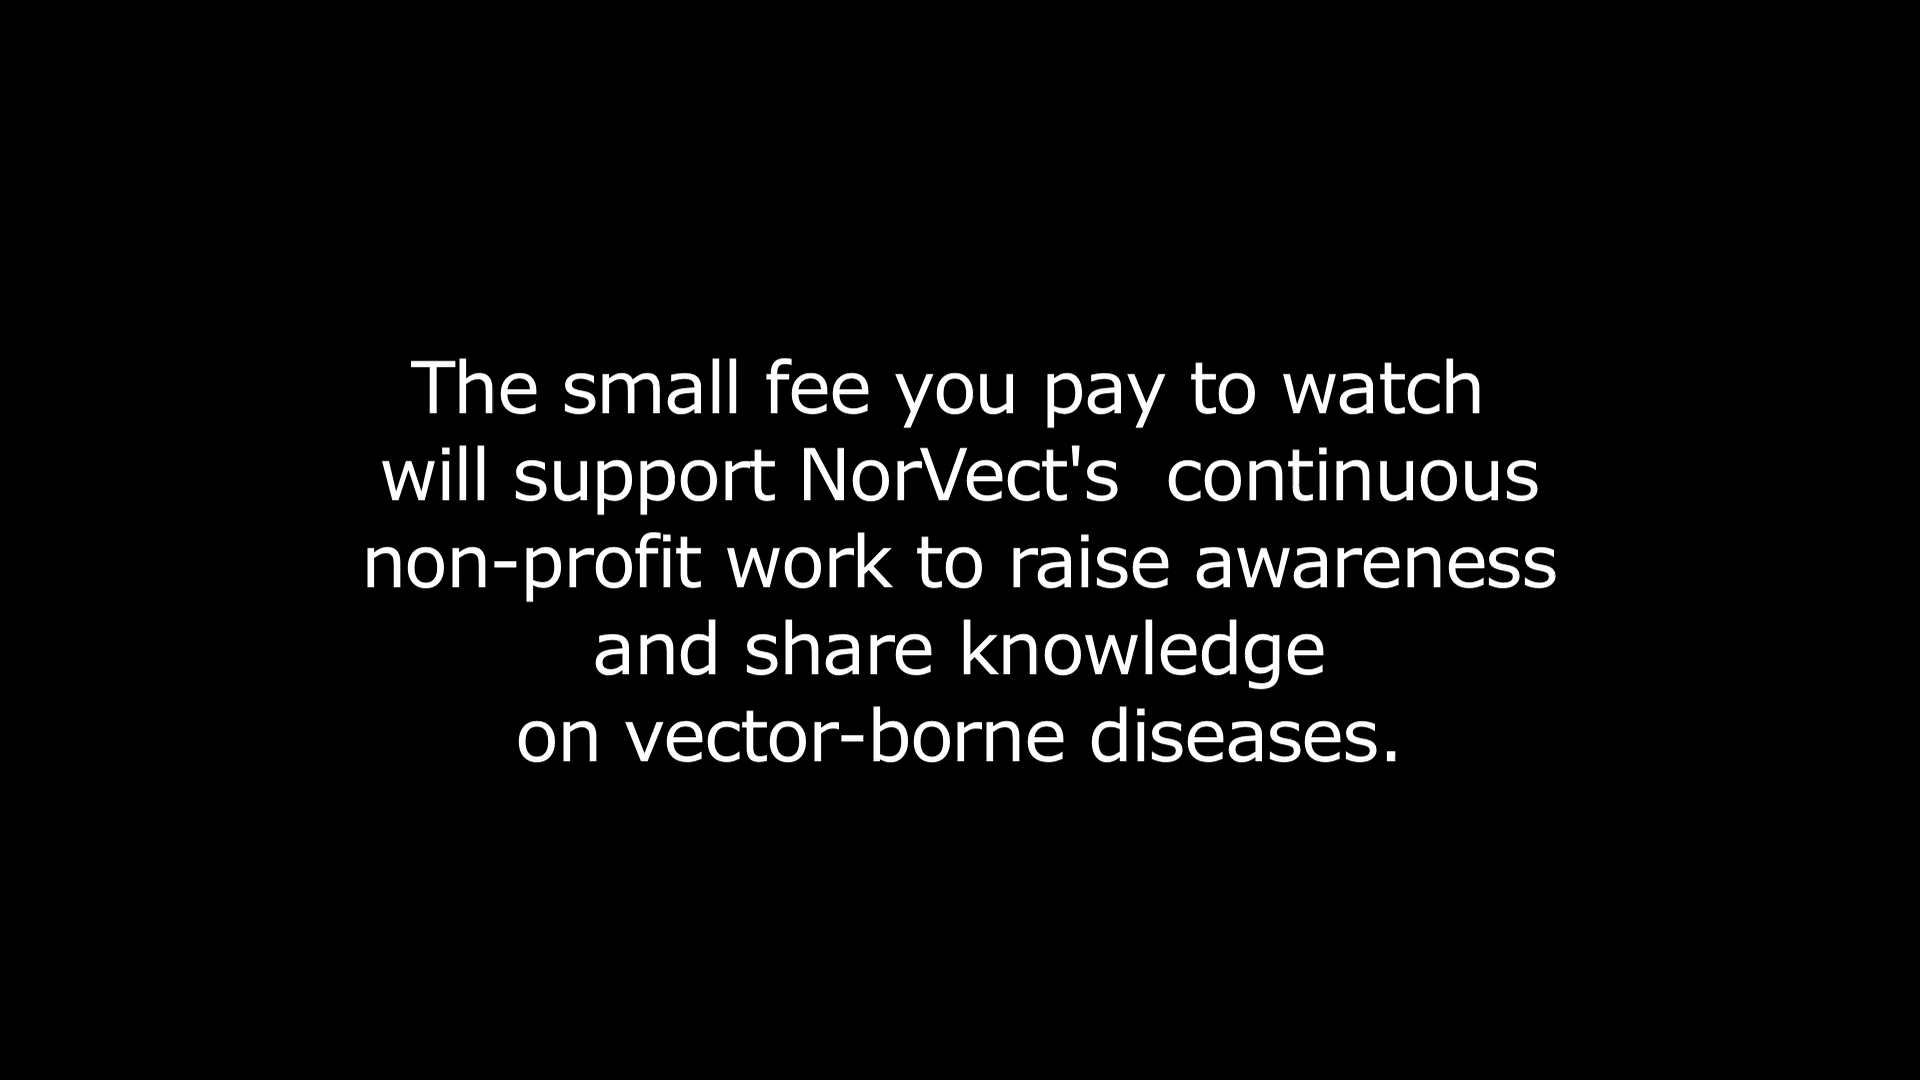 The small fee you pay to watch
will support NorVect's  continuous
non-profit work to raise awareness
and share knowledge
on vector-borne diseases.